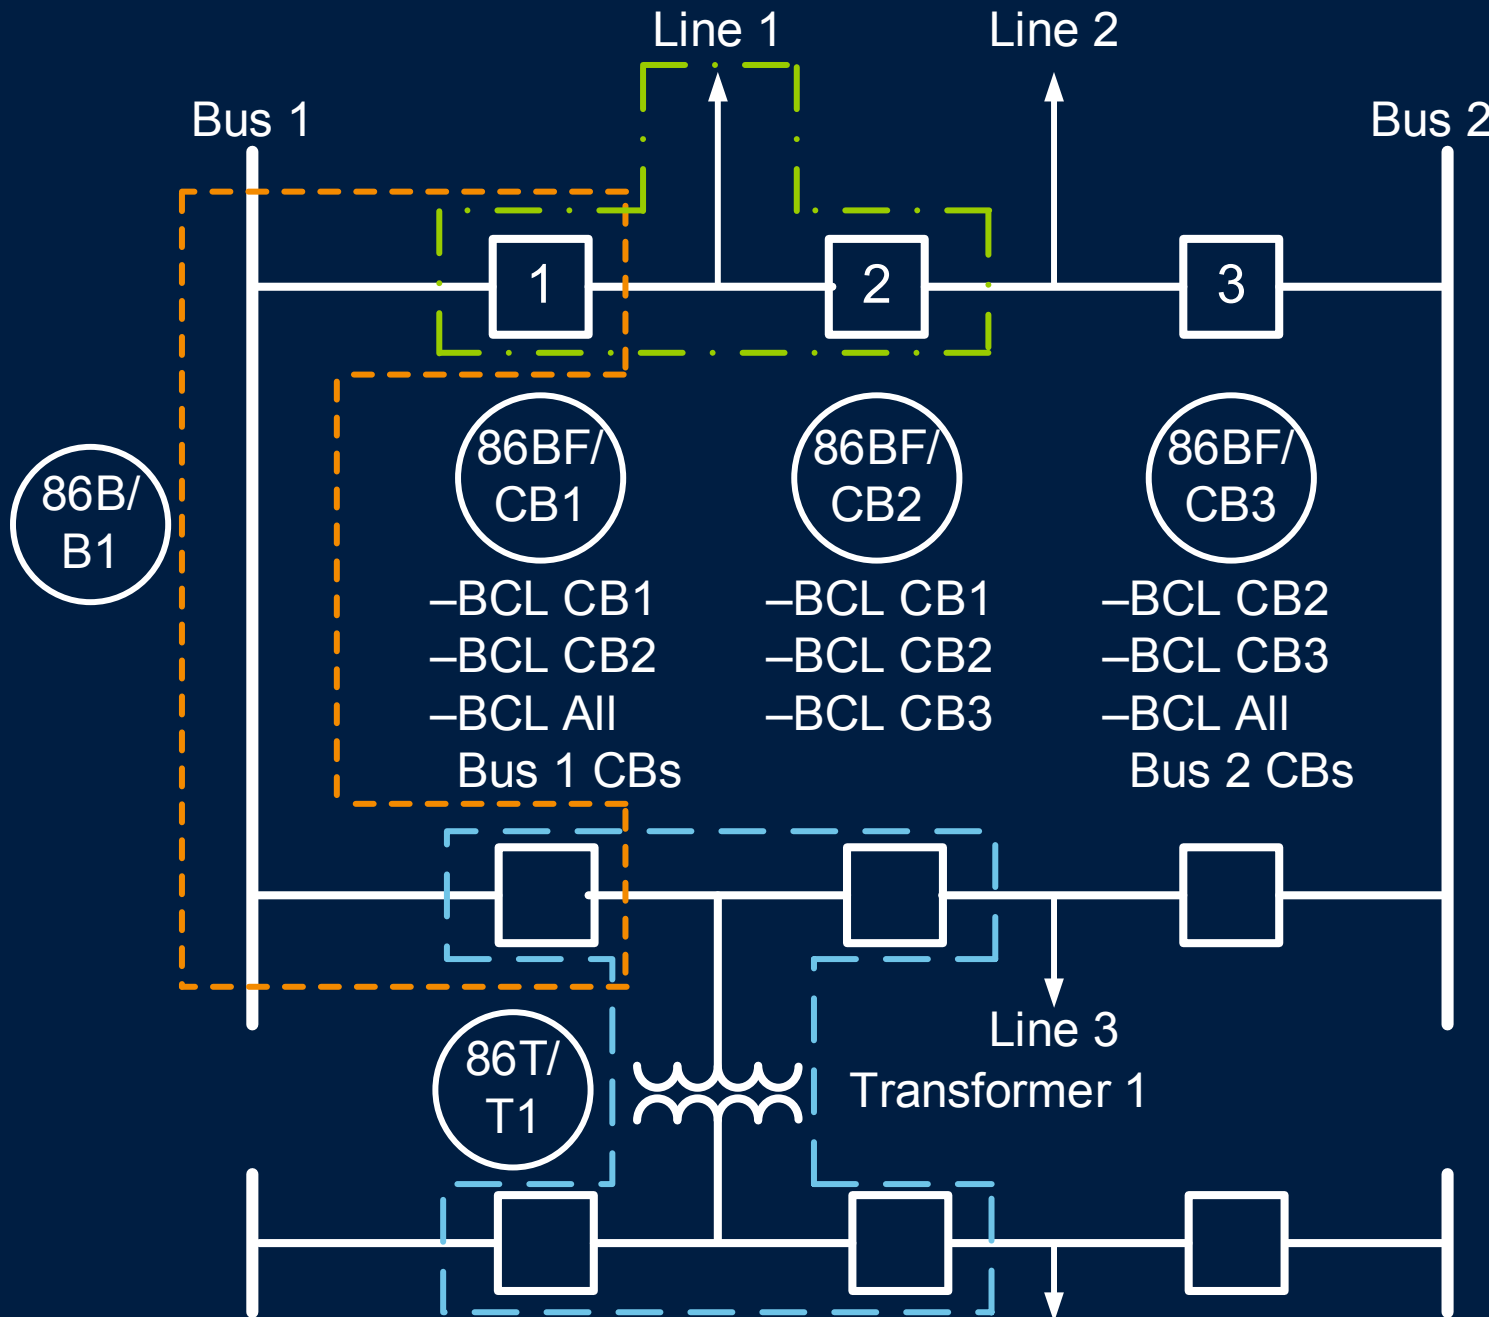 Line 1
Line 2
Bus 1
Bus 2
1
2
3
86B/
B1
86BF/
CB1
86BF/
CB2
86BF/
CB3
–BCL CB1
–BCL CB2
–BCL All
Bus 1 CBs
–BCL CB1
–BCL CB2
–BCL CB3
–BCL CB2
–BCL CB3
–BCL All
Bus 2 CBs
Line 3
86T/
T1
Transformer 1